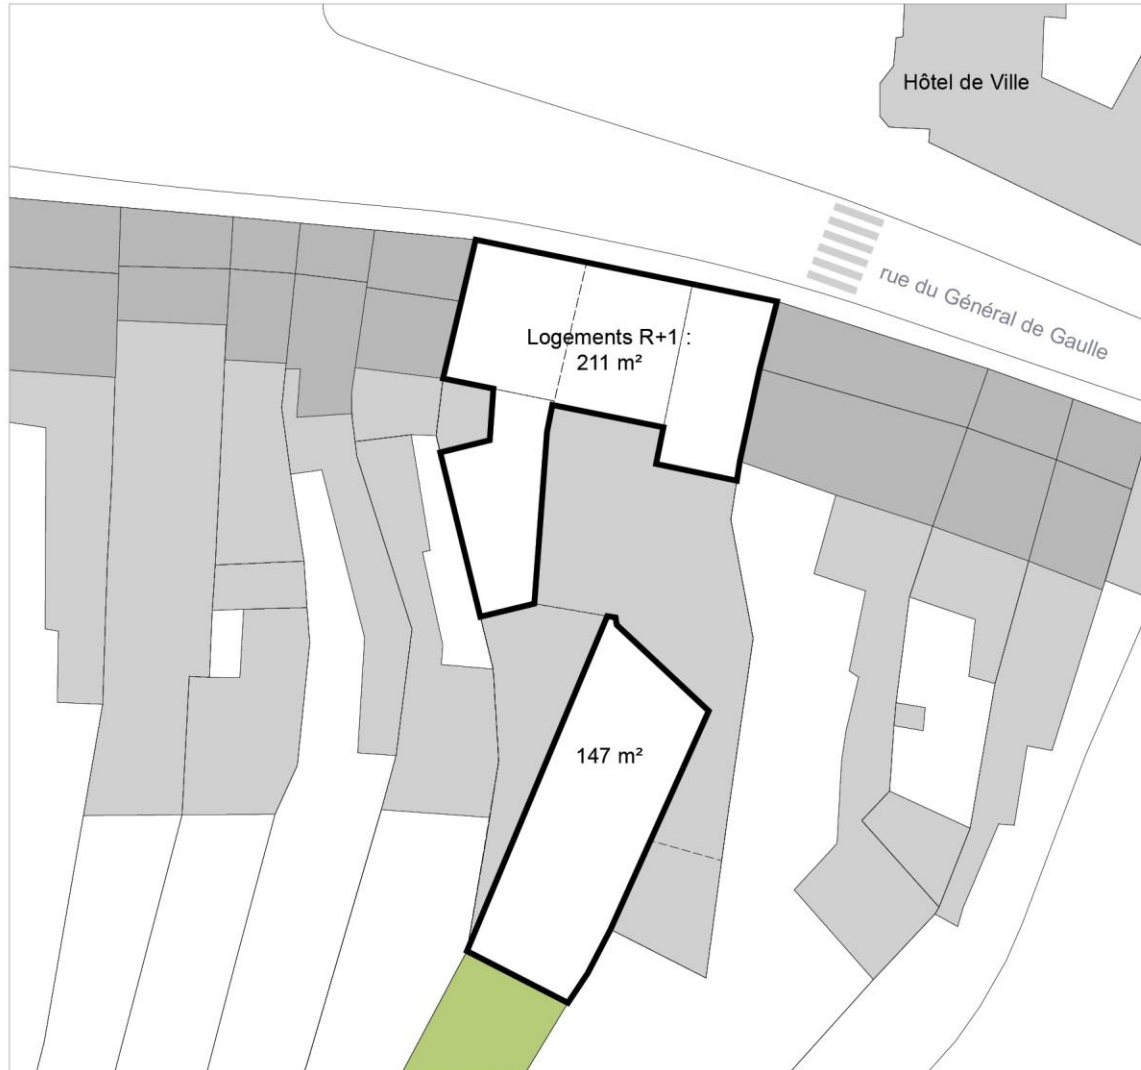 Hôtel de Ville
rue du Général de Gaulle
Logements R+1 :
211 m²
147 m²